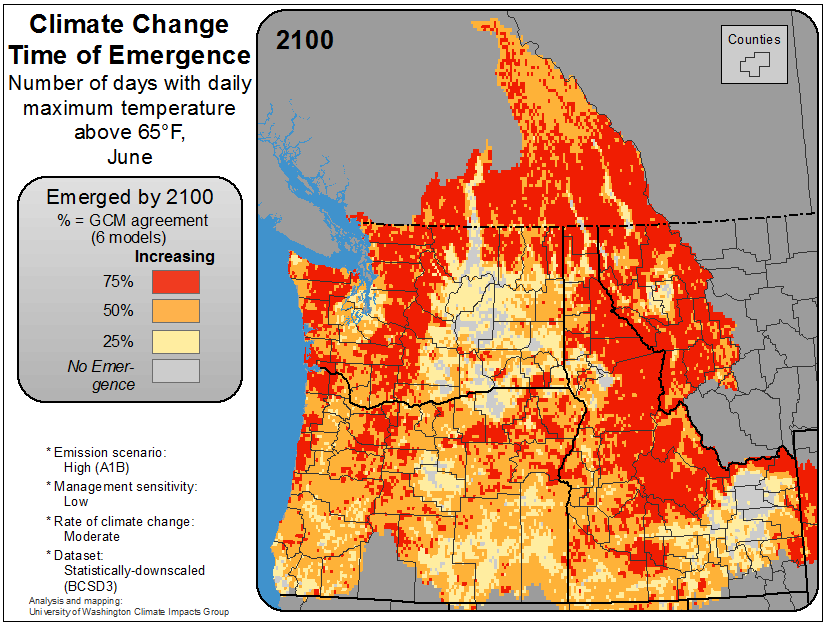 Climate Change
Time of Emergence
Number of days with daily
maximum temperature
above 65°F,
June
2100
Counties
Emerged by 2100
% = GCM agreement
(6 models)
Increasing
75%
50%
25%
No Emer-
gence
* Emission scenario:
High (A1B)
* Management sensitivity:
Low
* Rate of climate change:
Moderate
* Dataset:
Statistically-downscaled
(BCSD3)
Analysis and mapping:
University of Washington Climate Impacts Group